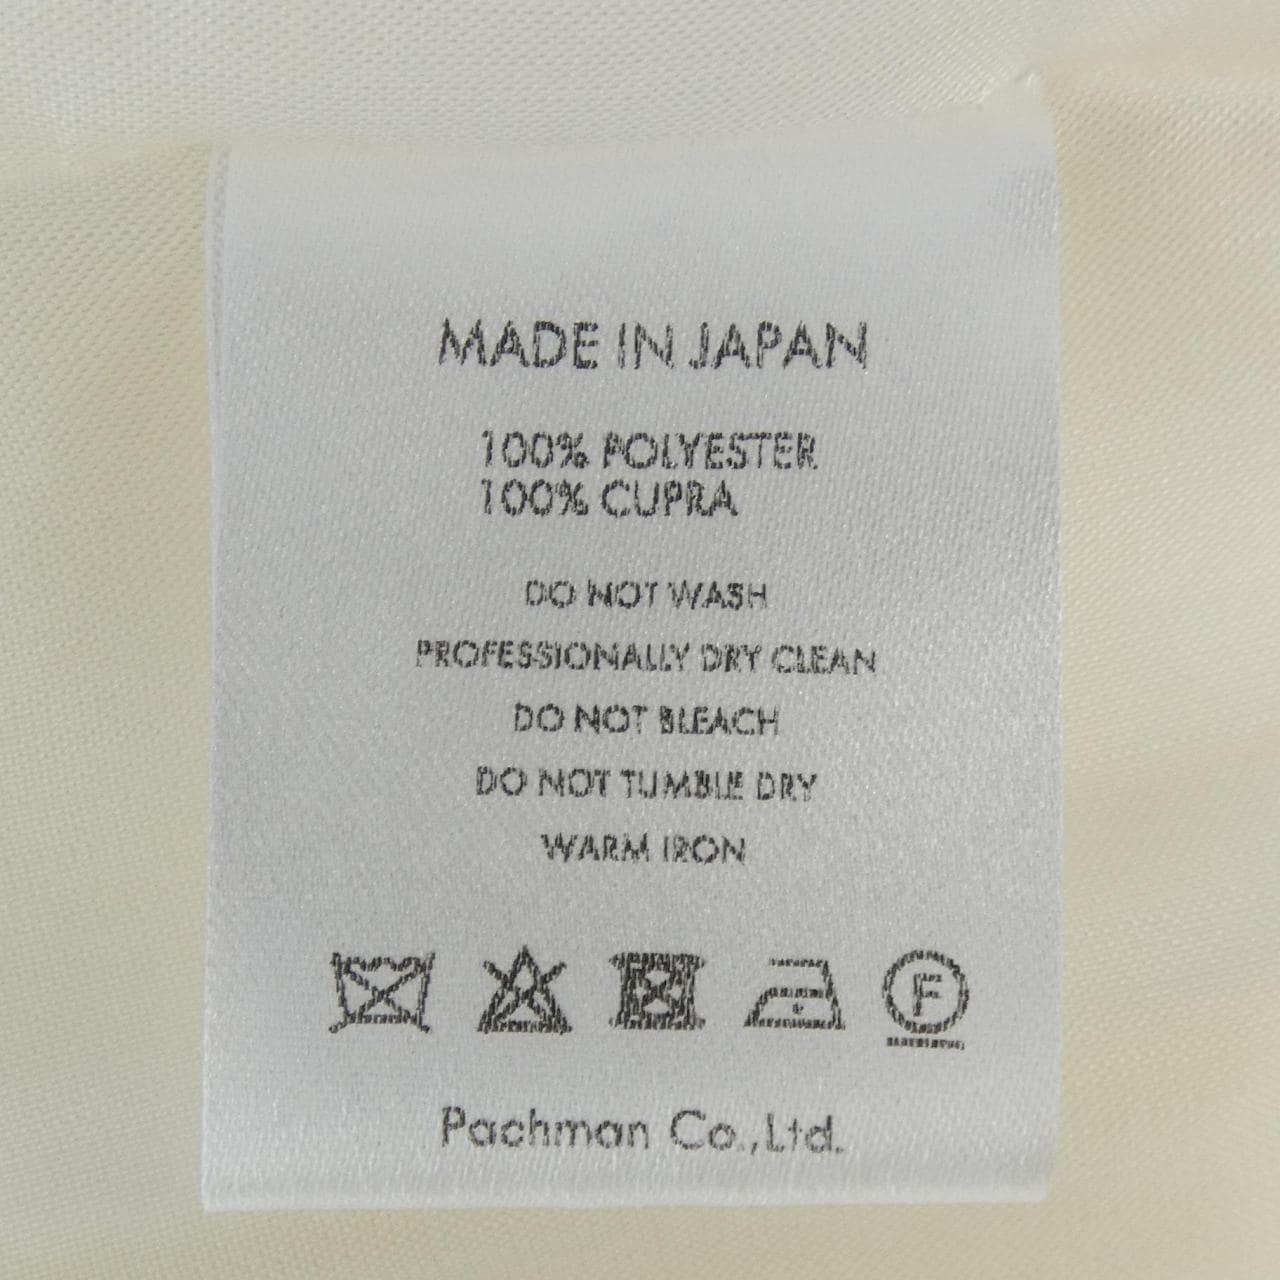 MADE IN JAPAN
100% POLYESTER
100% CUPRA
DO NOT WASH
PROFESSIONALLY DRY CLEAN
DO NOT BLEACH
DO NOT TUMBLE DRY
WARM IRON
F
Pachman Co.,Ltd.